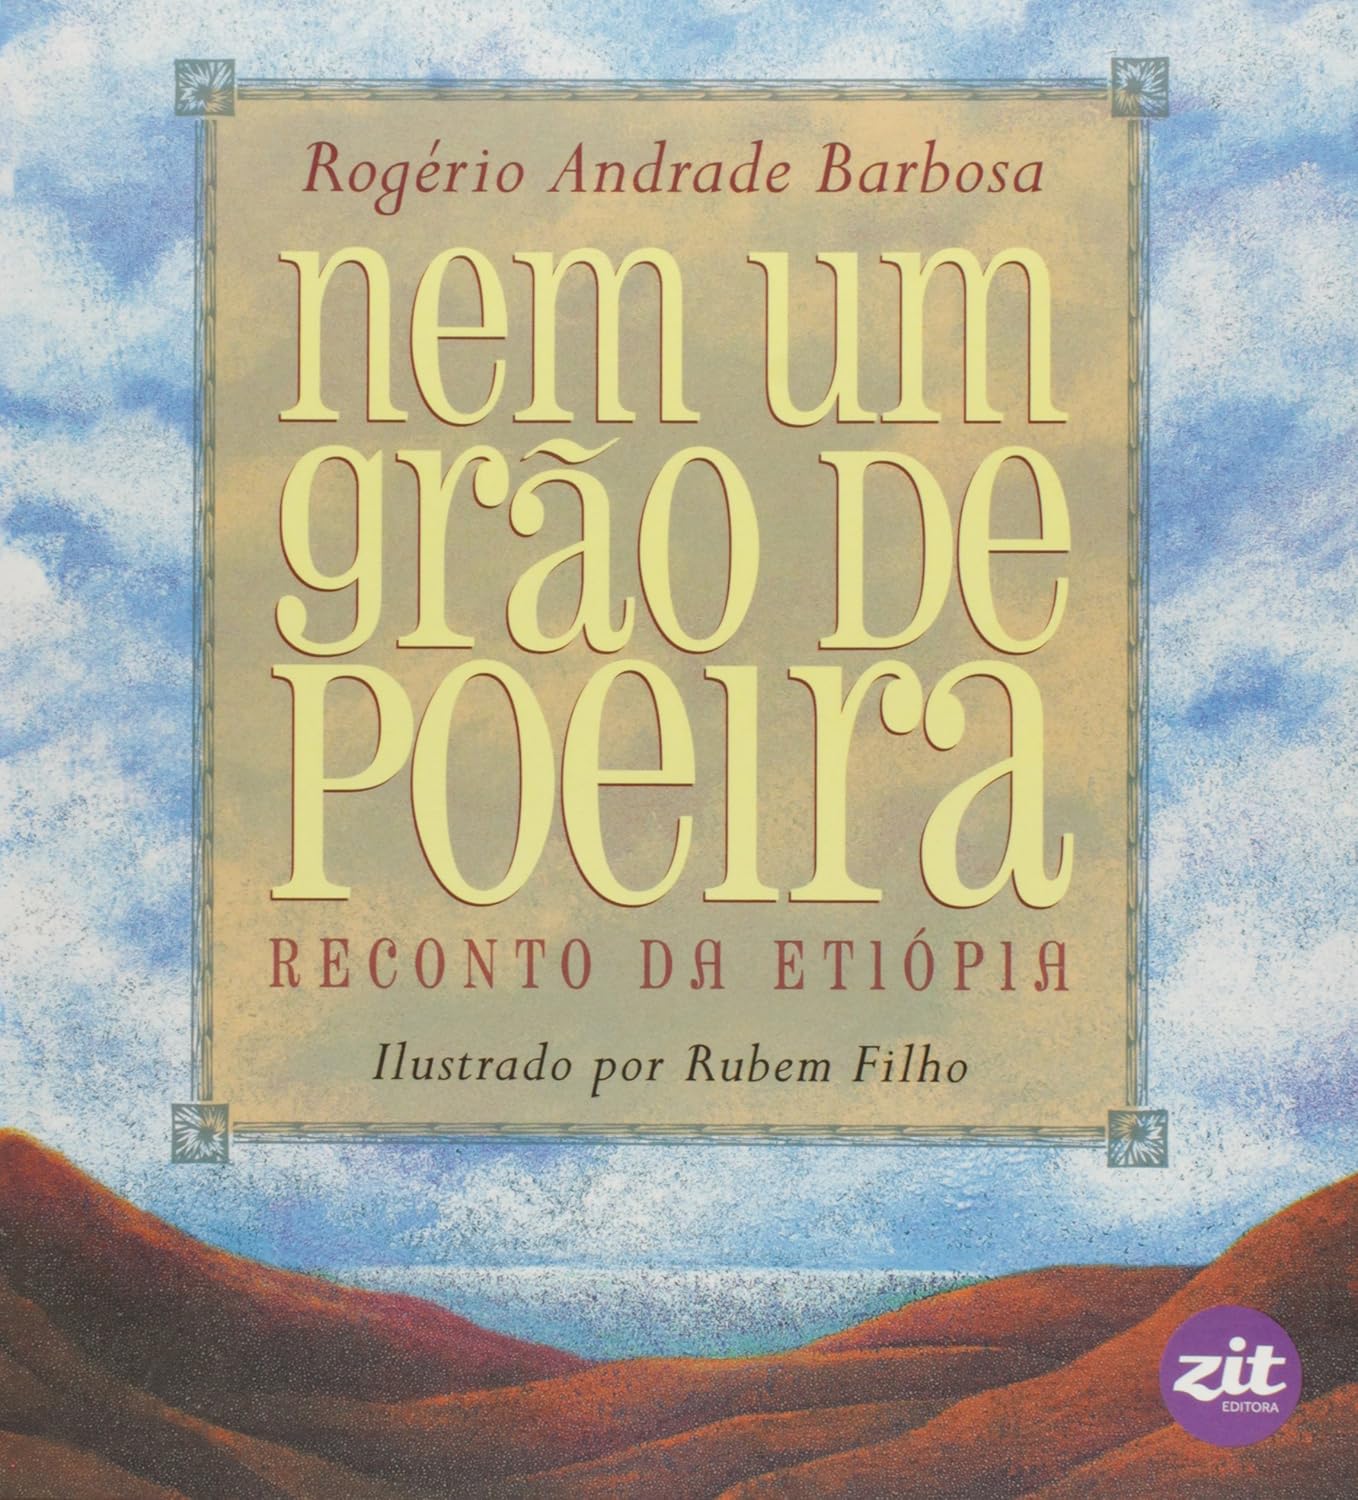 Rogério Andrade Barbosa
nem um
grão De
Poeira
RECONTO DA ETIÓPIA
Ilustrado por Rubem Filho
zit
EDITORA